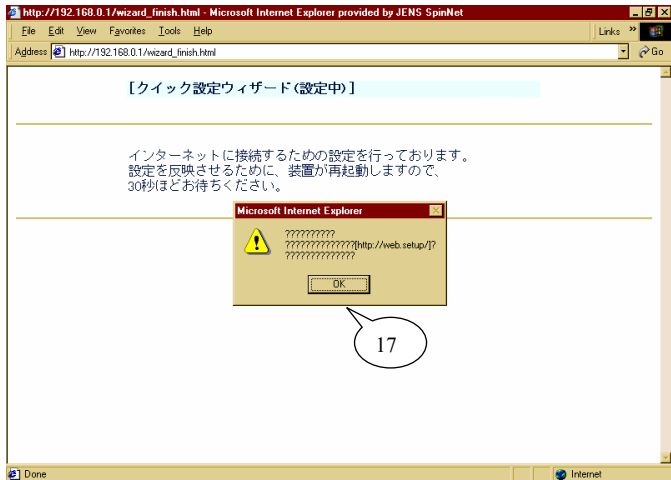 http://192.168.0.1/wizard_finish.html - Microsoft Internet Explorer provided by JENS SpinNet
File Edit View Favorites Tools Help Links »
Address http://192.168.0.1/wizard_finish.html Go
[クイック設定ウィザード(設定中)]
インターネットに接続するための設定を行っております。
設定を反映させるために、装置が再起動しますので、
30秒ほどお待ちください。
Microsoft Internet Explorer
??????????
??????????????[http://web.setup/]?
??????????????
OK
17
Done Internet